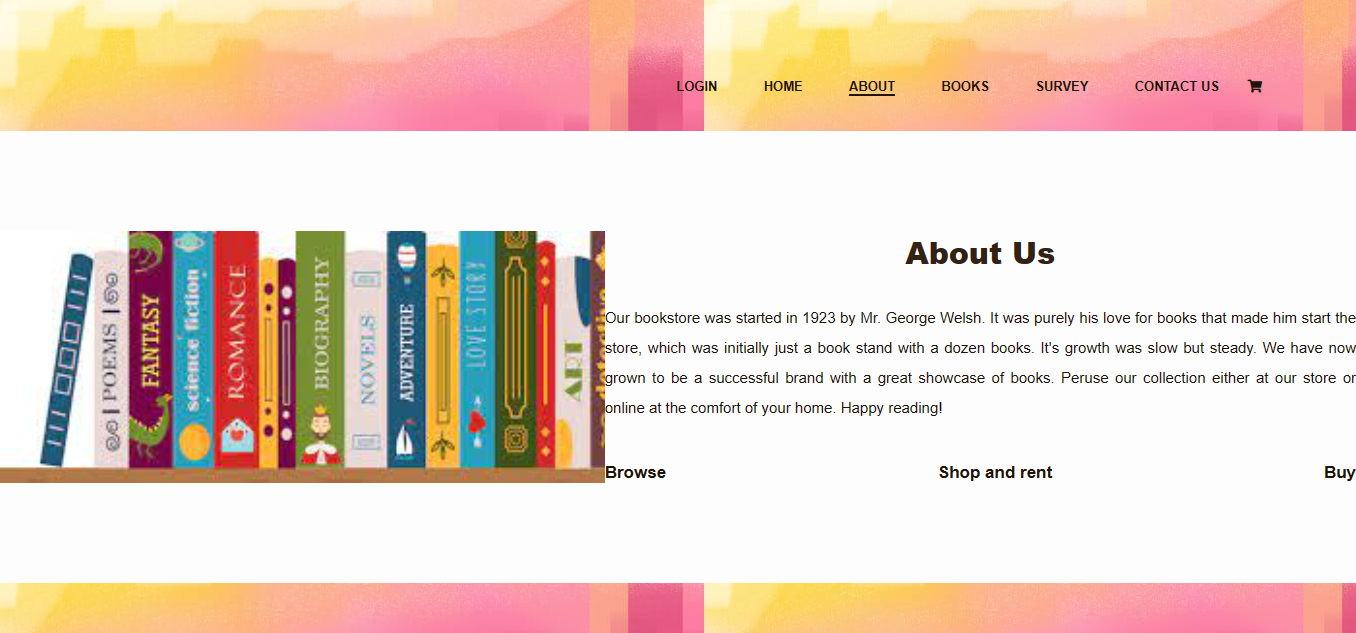 LOGIN HOME ABOUT BOOKS SURVEY CONTACT US
POEMS
FANTASY
science fiction
ROMANCE
BIOGRAPHY
NOVELS
ADVENTURE
LOVE STORY
ART
About Us
Our bookstore was started in 1923 by Mr. George Welsh. It was purely his love for books that made him start the
store, which was initially just a book stand with a dozen books. It's growth was slow but steady. We have now
grown to be a successful brand with a great showcase of books. Peruse our collection either at our store or
online at the comfort of your home. Happy reading!
Browse Shop and rent Buy